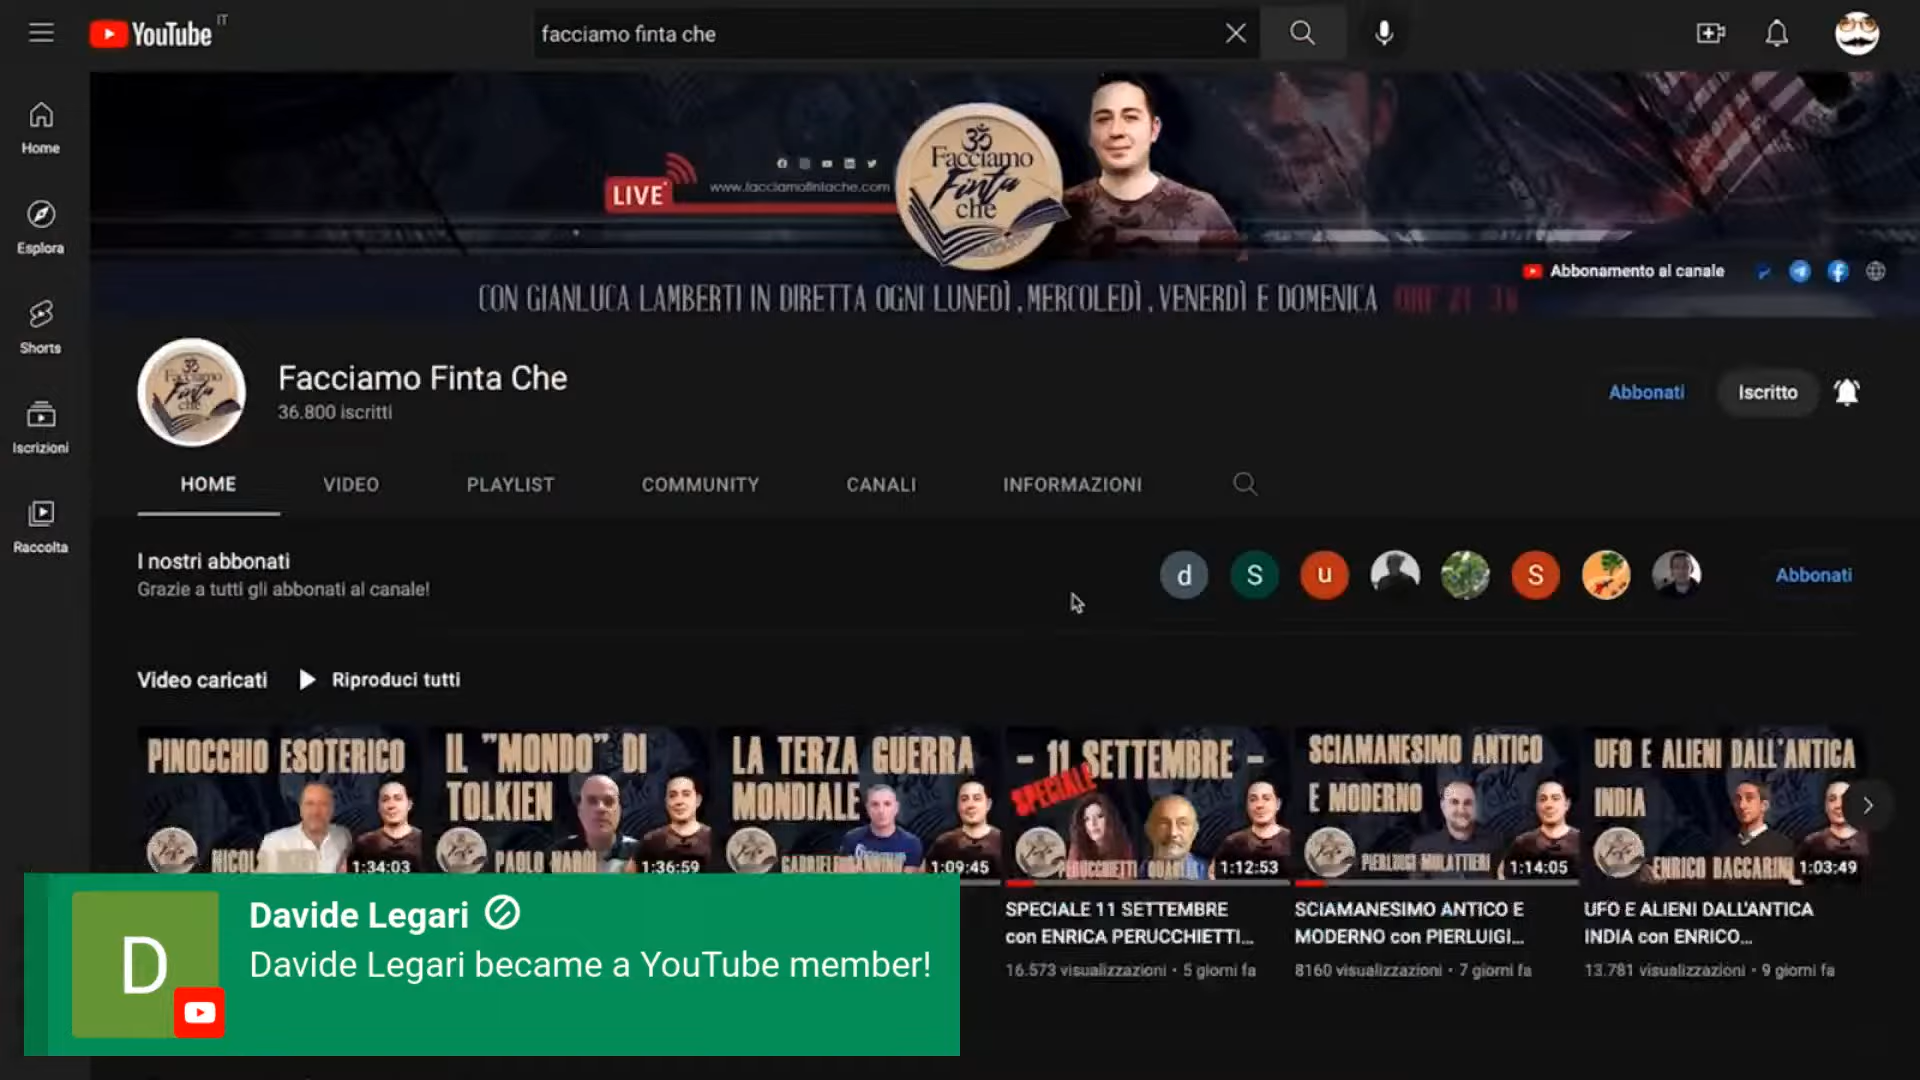 YouTube IT
facciamo finta che
Home
Esplora
Shorts
Iscrizioni
Raccolta
LIVE
www.facciamofintache.com
Facciamo
Finta
che
Abbonamento al canale
CON GIANLUCA LAMBERTI IN DIRETTA OGNI LUNEDÌ, MERCOLEDÌ, VENERDÌ E DOMENICA
Facciamo Finta Che
36.800 iscritti
Abbonati
Iscritto
HOME VIDEO PLAYLIST COMMUNITY CANALI INFORMAZIONI
I nostri abbonati
Grazie a tutti gli abbonati al canale!
d S u S
Abbonati
Video caricati Riproduci tutti
PINOCCHIO ESOTERICO
1:34:03
IL "MONDO" DI
TOLKIEN
PAOLO NARDI
1:36:59
LA TERZA GUERRA
MONDIALE
1:09:45
- 11 SETTEMBRE -
SPECIALE
PERUCCHIETTI QUAGLIA
1:12:53
SCIAMANESIMO ANTICO
E MODERNO
1:14:05
UFO E ALIENI DALL'ANTICA
INDIA
ENRICO BACCARINI
1:03:49
SPECIALE 11 SETTEMBRE
con ENRICA PERUCCHIETTI...
16.573 visualizzazioni • 5 giorni fa
SCIAMANESIMO ANTICO E
MODERNO con PIERLUIGI...
8160 visualizzazioni • 7 giorni fa
UFO E ALIENI DALL'ANTICA
INDIA con ENRICO...
13.781 visualizzazioni • 9 giorni fa
D
Davide Legari
Davide Legari became a YouTube member!